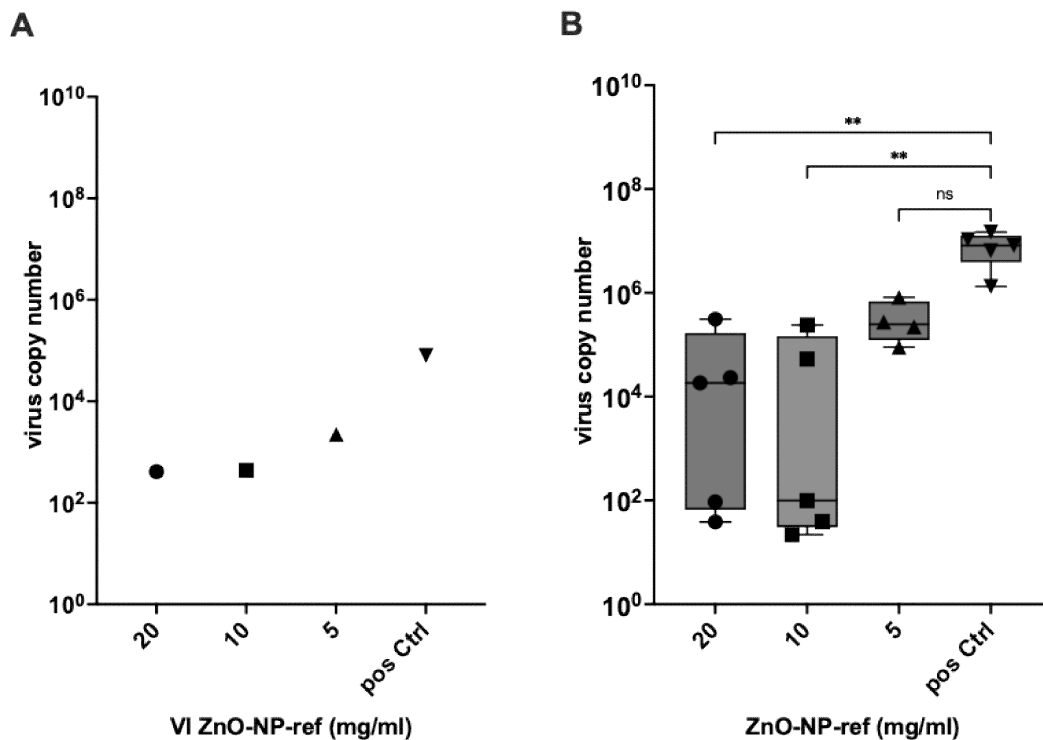 A
B
virus copy number
10^10
10^8
10^6
10^4
10^2
10^0
20
10
5
pos Ctrl
VI ZnO-NP-ref (mg/ml)
virus copy number
10^10
10^8
10^6
10^4
10^2
10^0
**
**
ns
20
10
5
pos Ctrl
ZnO-NP-ref (mg/ml)